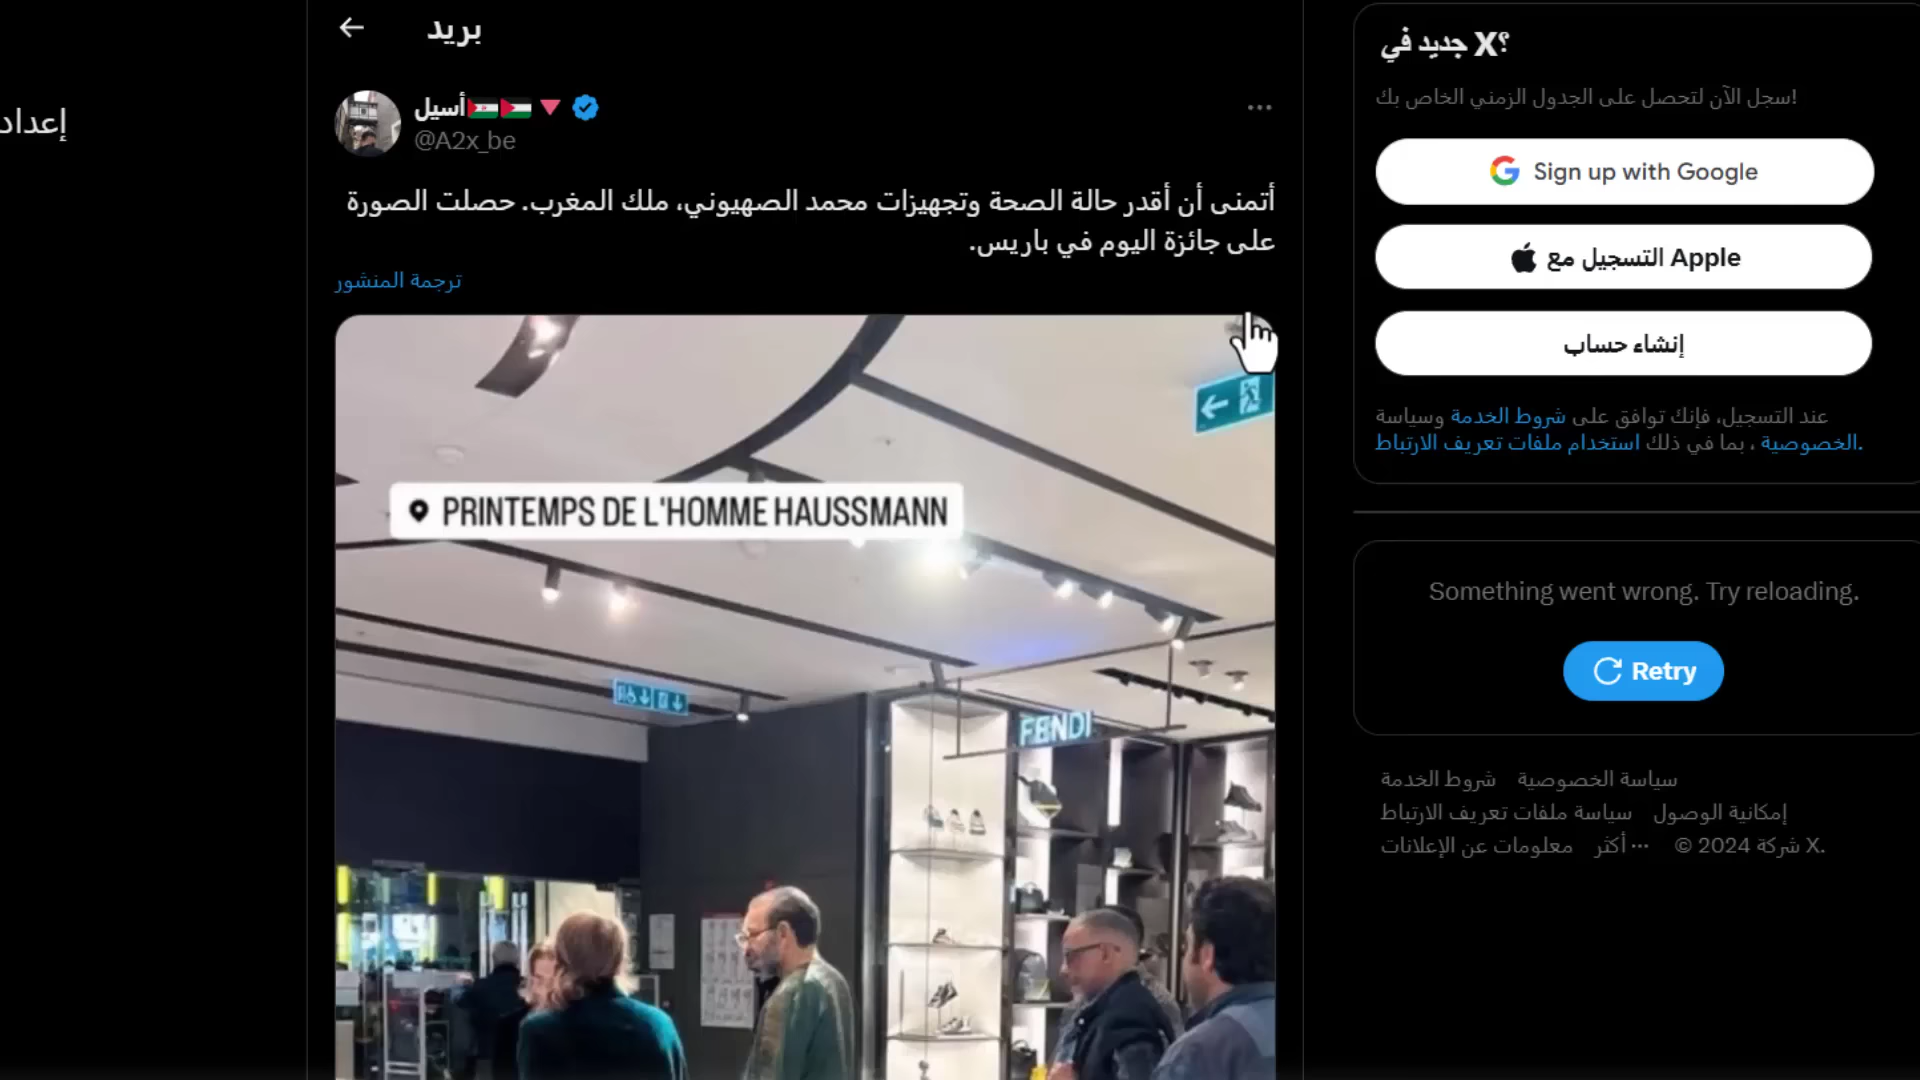 بريد
إعداد
أسيل
@A2x_be
أتمنى أن أقدر حالة الصحة وتجهيزات محمد الصهيوني، ملك المغرب. حصلت الصورة
على جائزة اليوم في باريس.
ترجمة المنشور
PRINTEMPS DE L'HOMME HAUSSMANN
FENDI
جديد في X؟
سجل الآن لتحصل على الجدول الزمني الخاص بك!
Sign up with Google
التسجيل مع Apple
إنشاء حساب
عند التسجيل، فإنك توافق على شروط الخدمة وسياسة
الخصوصية ، بما في ذلك استخدام ملفات تعريف الارتباط.
Something went wrong. Try reloading.
Retry
شروط الخدمة سياسة الخصوصية
سياسة ملفات تعريف الارتباط إمكانية الوصول
معلومات عن الإعلانات أكثر ··· © 2024 شركة X.